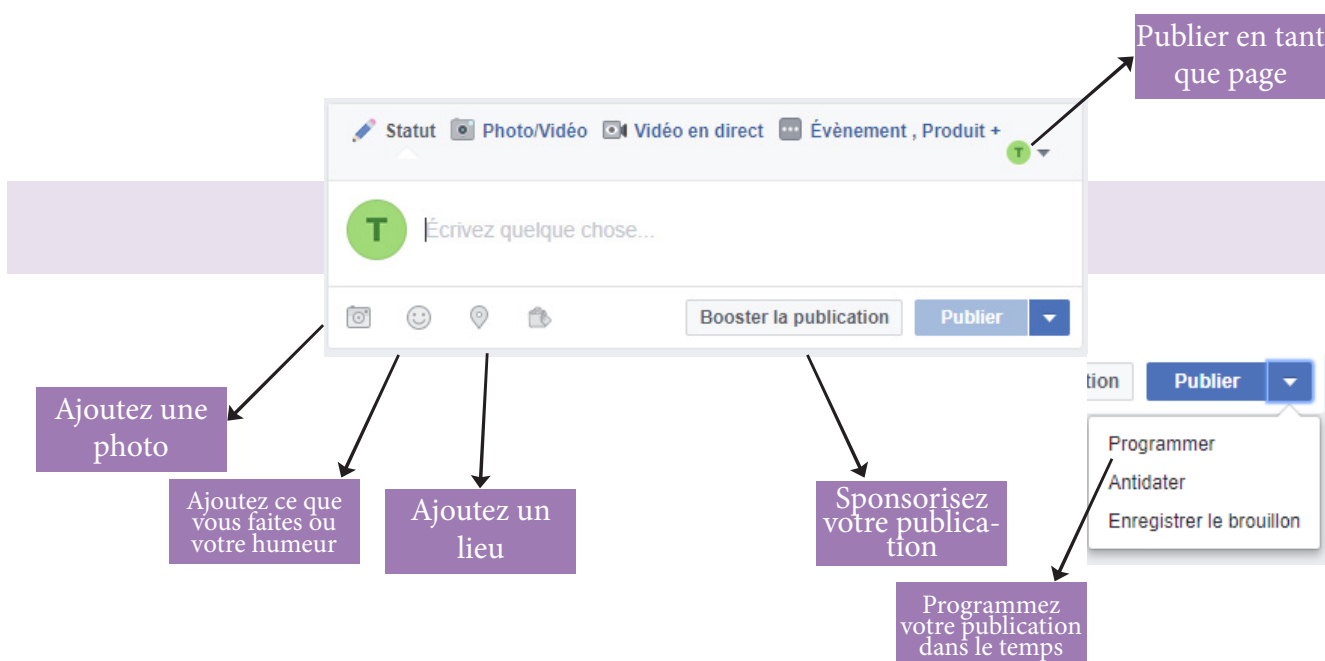 Publier en tant
que page
Statut Photo/Vidéo Vidéo en direct Évènement , Produit +
T
T
Écrivez quelque chose...
Booster la publication Publier
tion Publier
Programmer
Antidater
Enregistrer le brouillon
Ajoutez une
photo
Ajoutez ce que
vous faites ou
votre humeur
Ajoutez un
lieu
Sponsorisez
votre publica-
tion
Programmez
votre publication
dans le temps